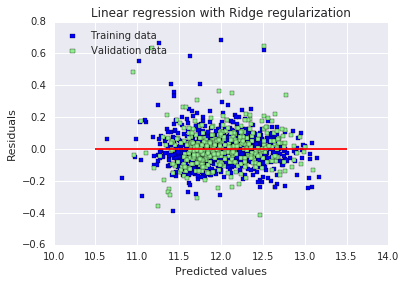 Linear regression with Ridge regularization
0.8
0.6
0.4
0.2
0.0
−0.2
−0.4
−0.6
Residuals
Training data
Validation data
10.0 10.5 11.0 11.5 12.0 12.5 13.0 13.5 14.0
Predicted values